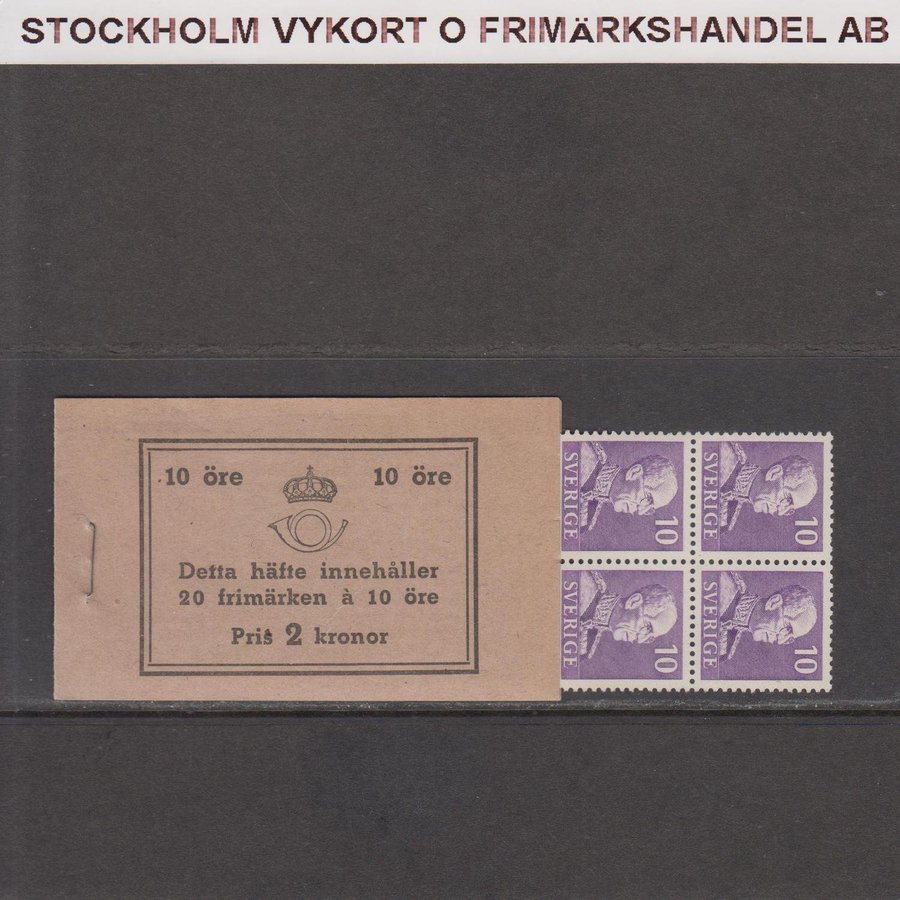 STOCKHOLM VYKORT O FRIMÄRKSHANDEL AB
10 öre 10 öre
Detta häfte innehåller
20 frimärken à 10 öre
Pris 2 kronor
SVERIGE 10
SVERIGE 10
SVERIGE 10
SVERIGE 10